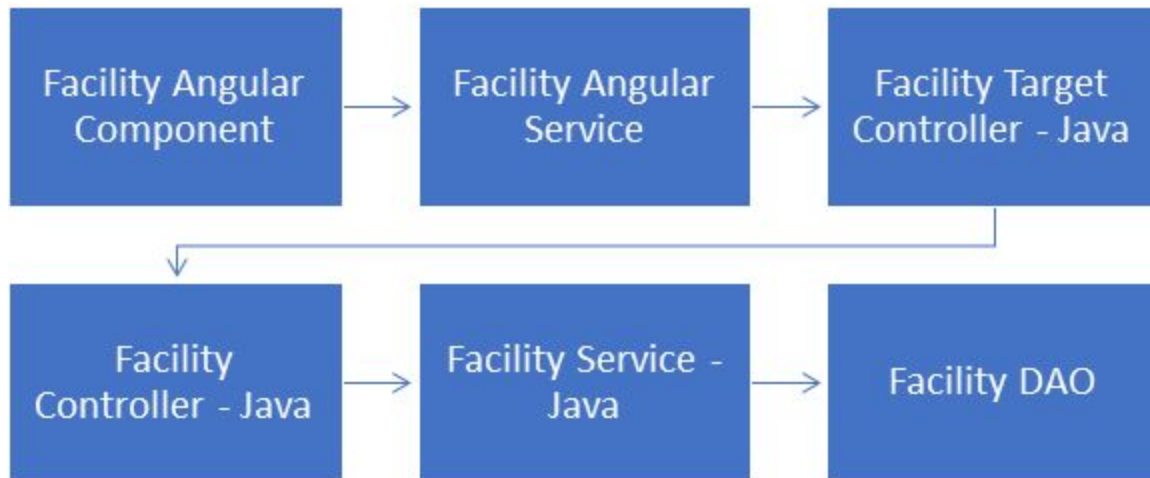 Facility Angular
Component
Facility Angular
Service
Facility Target
Controller - Java
Facility
Controller - Java
Facility Service -
Java
Facility DAO